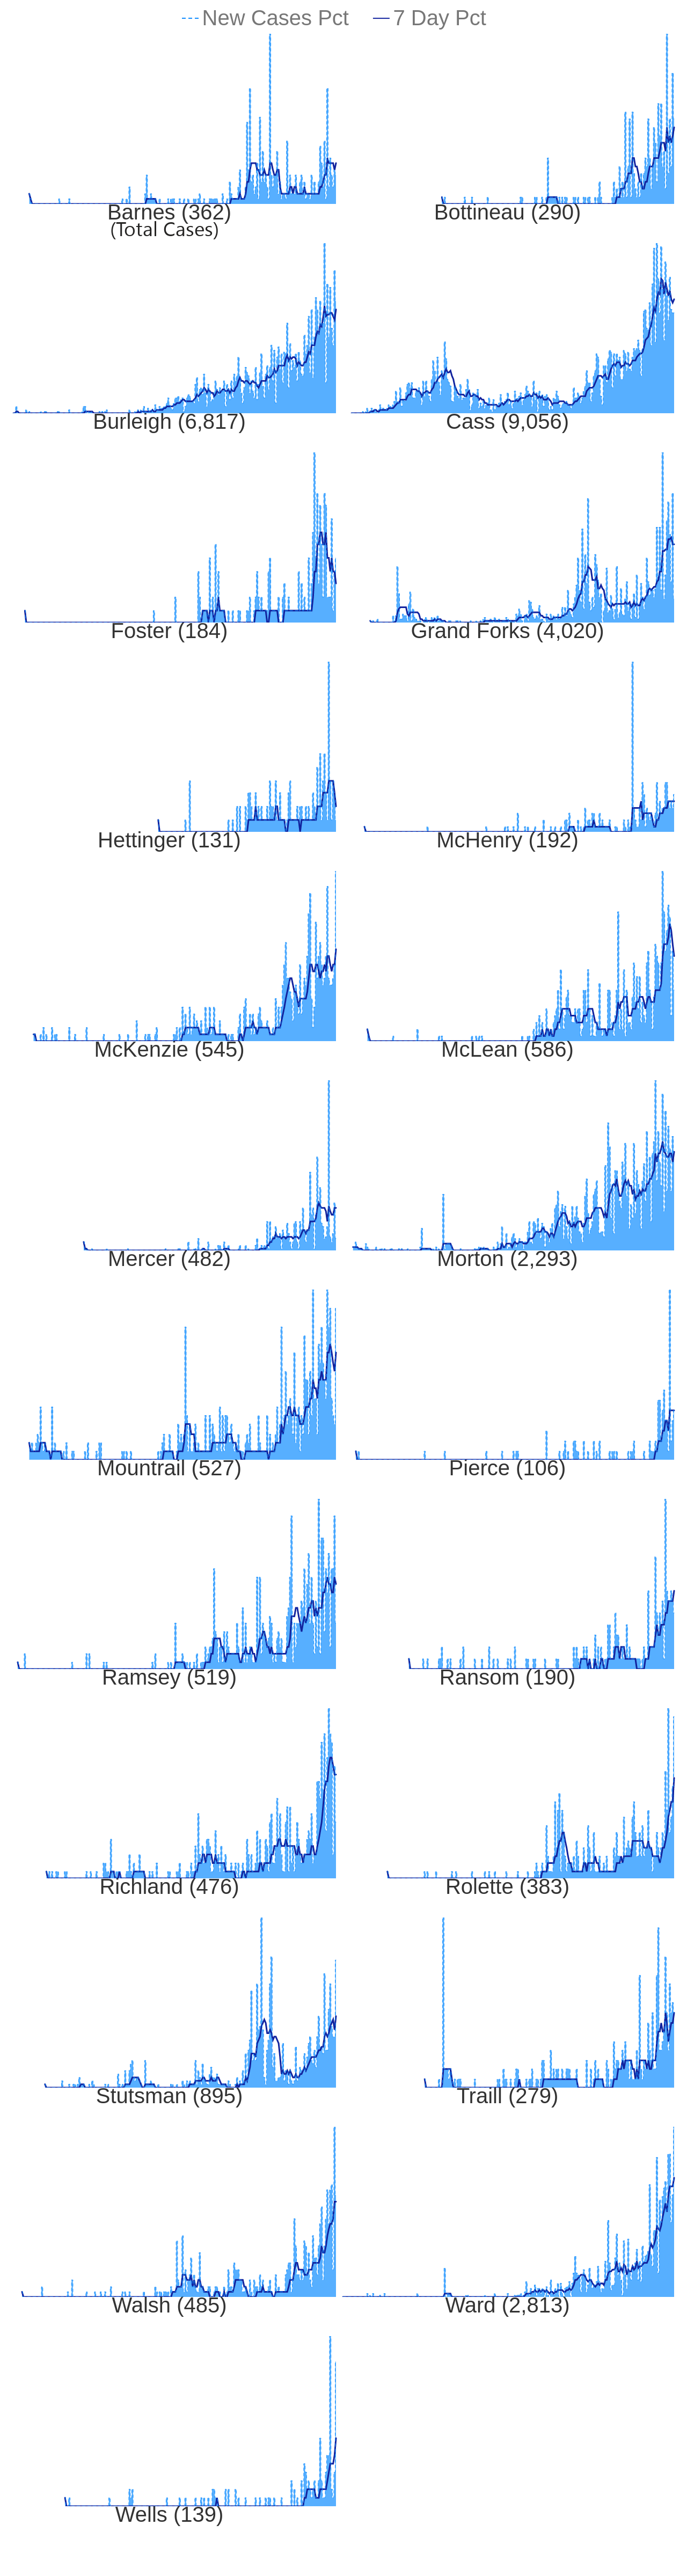 New Cases Pct 7 Day Pct
Barnes (362) Bottineau (290)
(Total Cases)
Burleigh (6,817) Cass (9,056)
Foster (184) Grand Forks (4,020)
Hettinger (131) McHenry (192)
McKenzie (545) McLean (586)
Mercer (482) Morton (2,293)
Mountrail (527) Pierce (106)
Ramsey (519) Ransom (190)
Richland (476) Rolette (383)
Stutsman (895) Traill (279)
Walsh (485) Ward (2,813)
Wells (139)